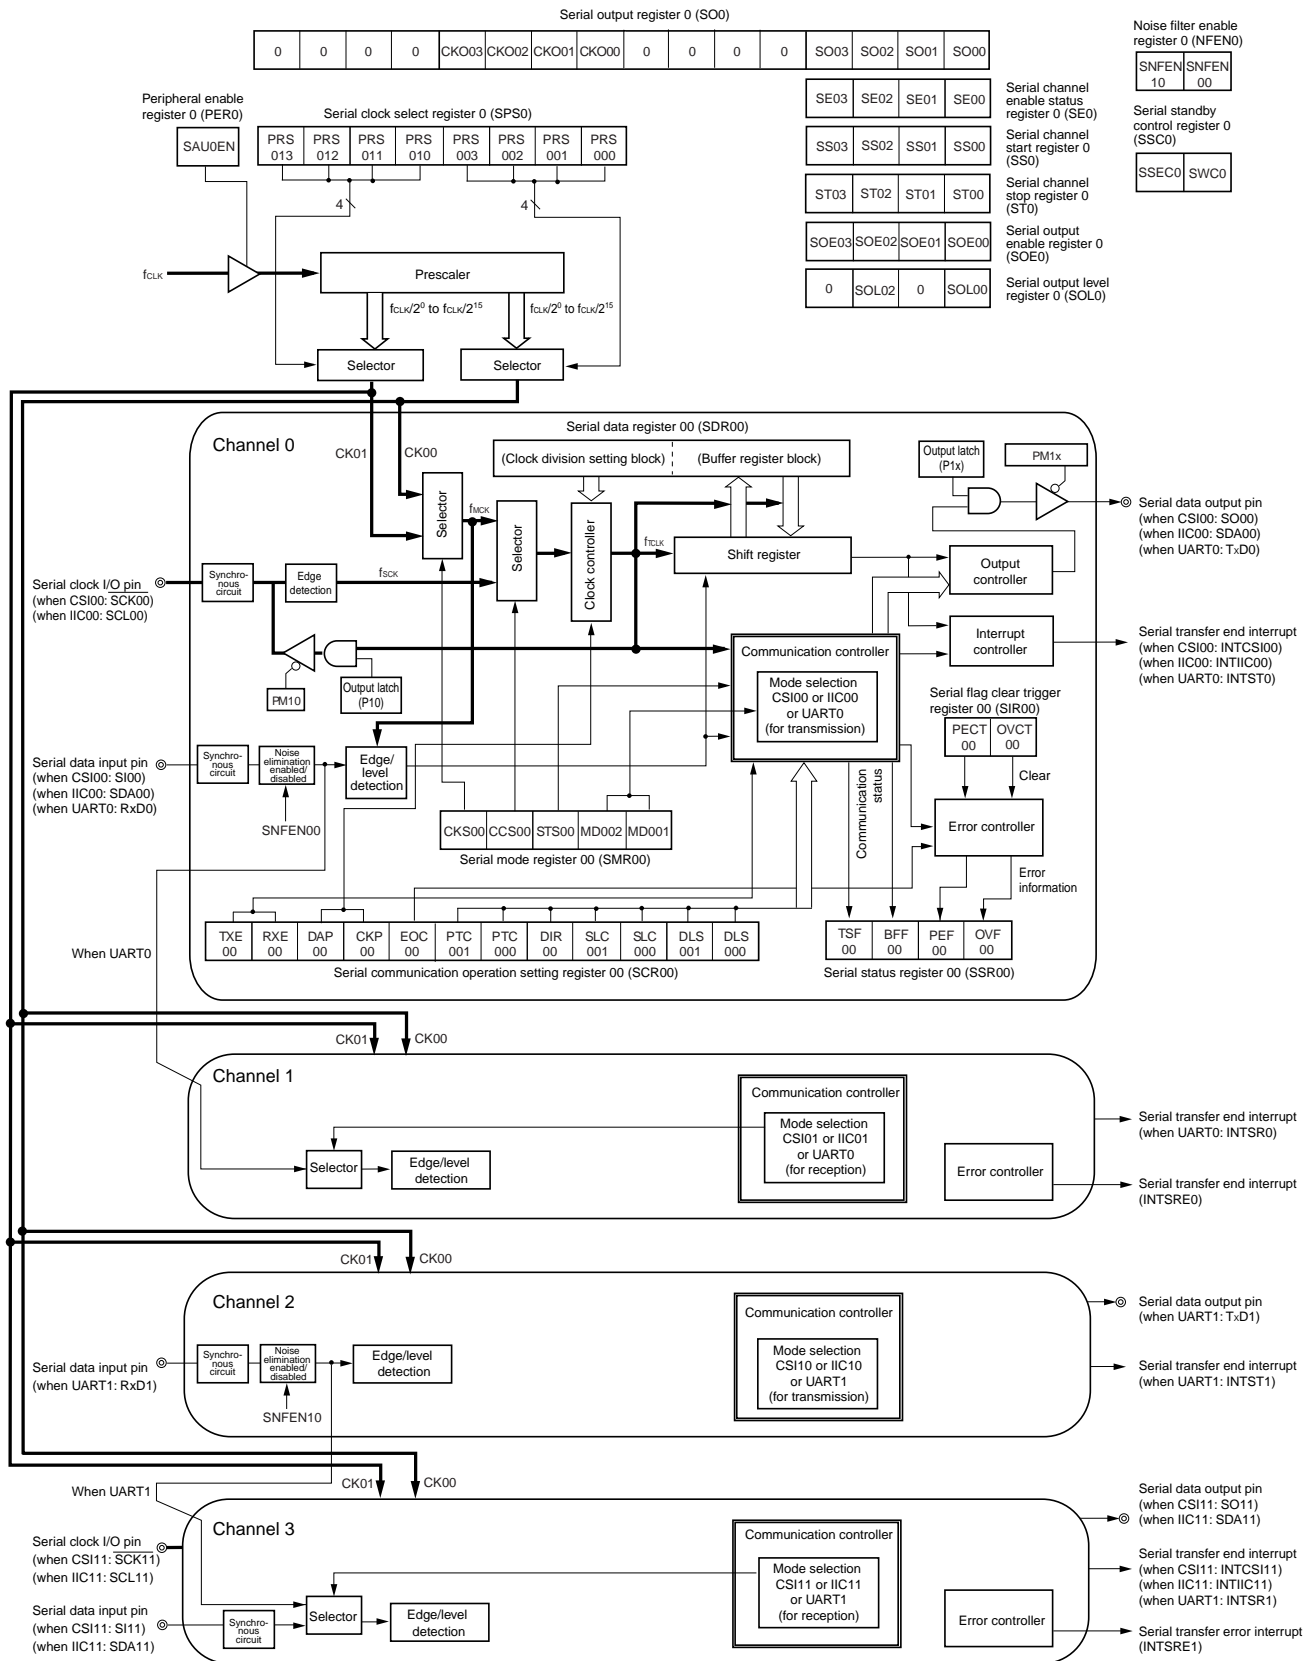 Serial output register 0 (SO0)
0 0 0 0 CKO03 CKO02 CKO01 CKO00 0 0 0 0 SO03 SO02 SO01 SO00
Noise filter enable
register 0 (NFEN0)
SNFEN SNFEN
10 00
Peripheral enable
register 0 (PER0)
SAU0EN
Serial clock select register 0 (SPS0)
PRS PRS PRS PRS PRS PRS PRS PRS
013 012 011 010 003 002 001 000
4
4
SE03 SE02 SE01 SE00
Serial channel
enable status
register 0 (SE0)
SS03 SS02 SS01 SS00
Serial channel
start register 0
(SS0)
ST03 ST02 ST01 ST00
Serial channel
stop register 0
(ST0)
SOE03 SOE02 SOE01 SOE00
Serial output
enable register 0
(SOE0)
0 SOL02 0 SOL00
Serial output level
register 0 (SOL0)
Serial standby
control register 0
(SSC0)
SSEC0 SWC0
fCLK
Prescaler
fCLK/2⁰ to fCLK/2¹⁵
fCLK/2⁰ to fCLK/2¹⁵
Selector
Selector
Channel 0
CK01
CK00
Serial data register 00 (SDR00)
(Clock division setting block)
(Buffer register block)
Output latch
(P1x)
PM1x
Selector
fMCK
Selector
Clock controller
fTCLK
Shift register
Serial data output pin
(when CSI00: SO00)
(when IIC00: SDA00)
(when UART0: TxD0)
Output
controller
Serial clock I/O pin
(when CSI00: SCK00)
(when IIC00: SCL00)
Synchro-
nous
circuit
Edge
detection
fSCK
PM10
Output latch
(P10)
Communication controller
Mode selection
CSI00 or IIC00
or UART0
(for transmission)
Interrupt
controller
Serial transfer end interrupt
(when CSI00: INTCSI00)
(when IIC00: INTIIC00)
(when UART0: INTST0)
Serial flag clear trigger
register 00 (SIR00)
PECT OVCT
00 00
Clear
Serial data input pin
(when CSI00: SI00)
(when IIC00: SDA00)
(when UART0: RxD0)
Synchro-
nous
circuit
Noise
elimination
enabled/
disabled
Edge/
level
detection
SNFEN00
CKS00 CCS00 STS00 MD002 MD001
Serial mode register 00 (SMR00)
Communication
status
Error controller
Error
information
When UART0
TXE RXE DAP CKP EOC PTC PTC DIR SLC SLC DLS DLS
00 00 00 00 00 001 000 00 001 000 001 000
Serial communication operation setting register 00 (SCR00)
TSF BFF PEF OVF
00 00 00 00
Serial status register 00 (SSR00)
CK01
CK00
Channel 1
Communication controller
Mode selection
CSI01 or IIC01
or UART0
(for reception)
Selector
Edge/level
detection
Error controller
Serial transfer end interrupt
(when UART0: INTSR0)
Serial transfer end interrupt
(INTSRE0)
CK01
CK00
Channel 2
Communication controller
Mode selection
CSI10 or IIC10
or UART1
(for transmission)
Serial data input pin
(when UART1: RxD1)
Synchro-
nous
circuit
Noise
elimination
enabled/
disabled
Edge/level
detection
SNFEN10
Serial data output pin
(when UART1: TxD1)
Serial transfer end interrupt
(when UART1: INTST1)
When UART1
CK01
CK00
Channel 3
Serial clock I/O pin
(when CSI11: SCK11)
(when IIC11: SCL11)
Serial data input pin
(when CSI11: SI11)
(when IIC11: SDA11)
Synchro-
nous
circuit
Selector
Edge/level
detection
Communication controller
Mode selection
CSI11 or IIC11
or UART1
(for reception)
Error controller
Serial data output pin
(when CSI11: SO11)
(when IIC11: SDA11)
Serial transfer end interrupt
(when CSI11: INTCSI11)
(when IIC11: INTIIC11)
(when UART1: INTSR1)
Serial transfer error interrupt
(INTSRE1)